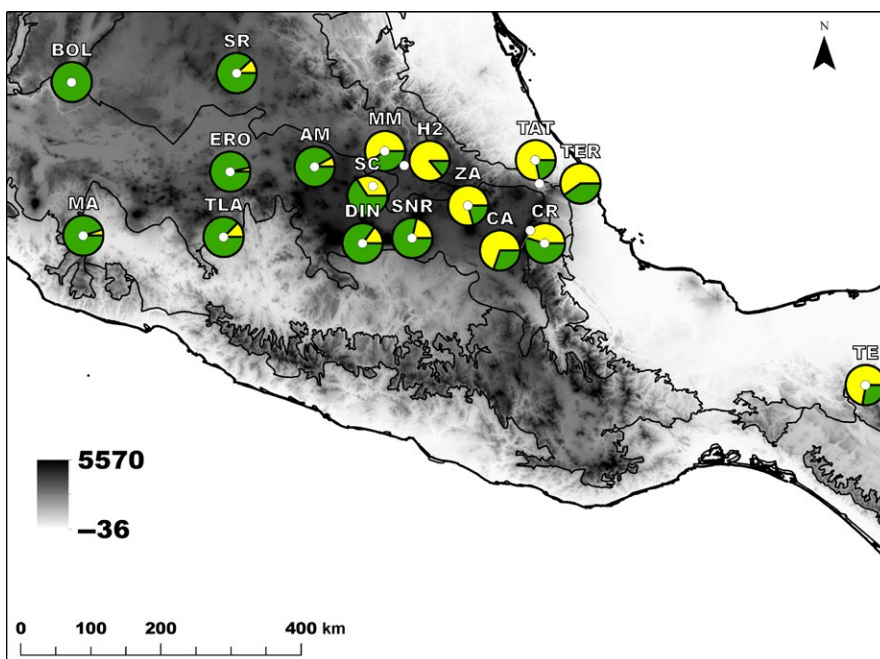 N
BOL
SR
MM
H2
TAT
ERO
AM
SC
ZA
TER
MA
TLA
DIN
SNR
CA
CR
TE
5570
–36
0 100 200 400 km